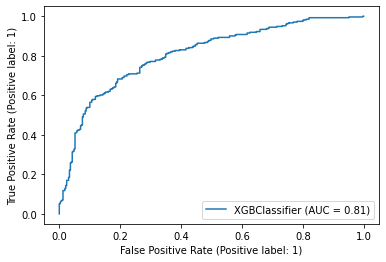 True Positive Rate (Positive label: 1)
1.0
0.8
0.6
0.4
0.2
0.0
XGBClassifier (AUC = 0.81)
0.0 0.2 0.4 0.6 0.8 1.0
False Positive Rate (Positive label: 1)